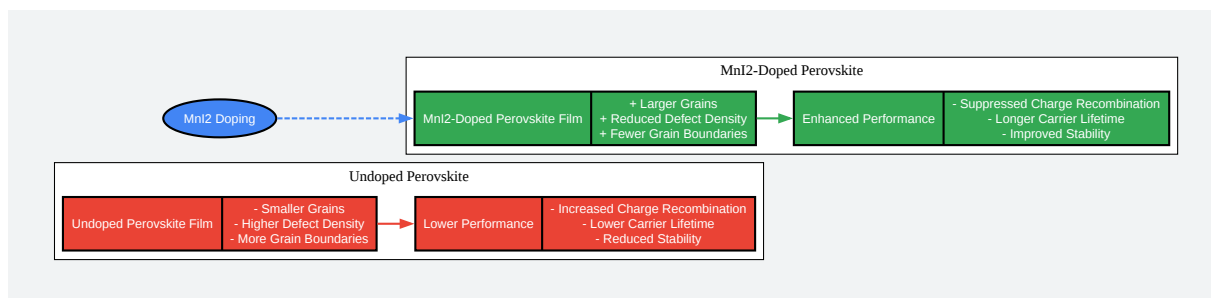 MnI2-Doped Perovskite
MnI2 Doping
MnI2-Doped Perovskite Film
+ Larger Grains
+ Reduced Defect Density
+ Fewer Grain Boundaries
Enhanced Performance
- Suppressed Charge Recombination
- Longer Carrier Lifetime
- Improved Stability
Undoped Perovskite
Undoped Perovskite Film
- Smaller Grains
- Higher Defect Density
- More Grain Boundaries
Lower Performance
- Increased Charge Recombination
- Lower Carrier Lifetime
- Reduced Stability